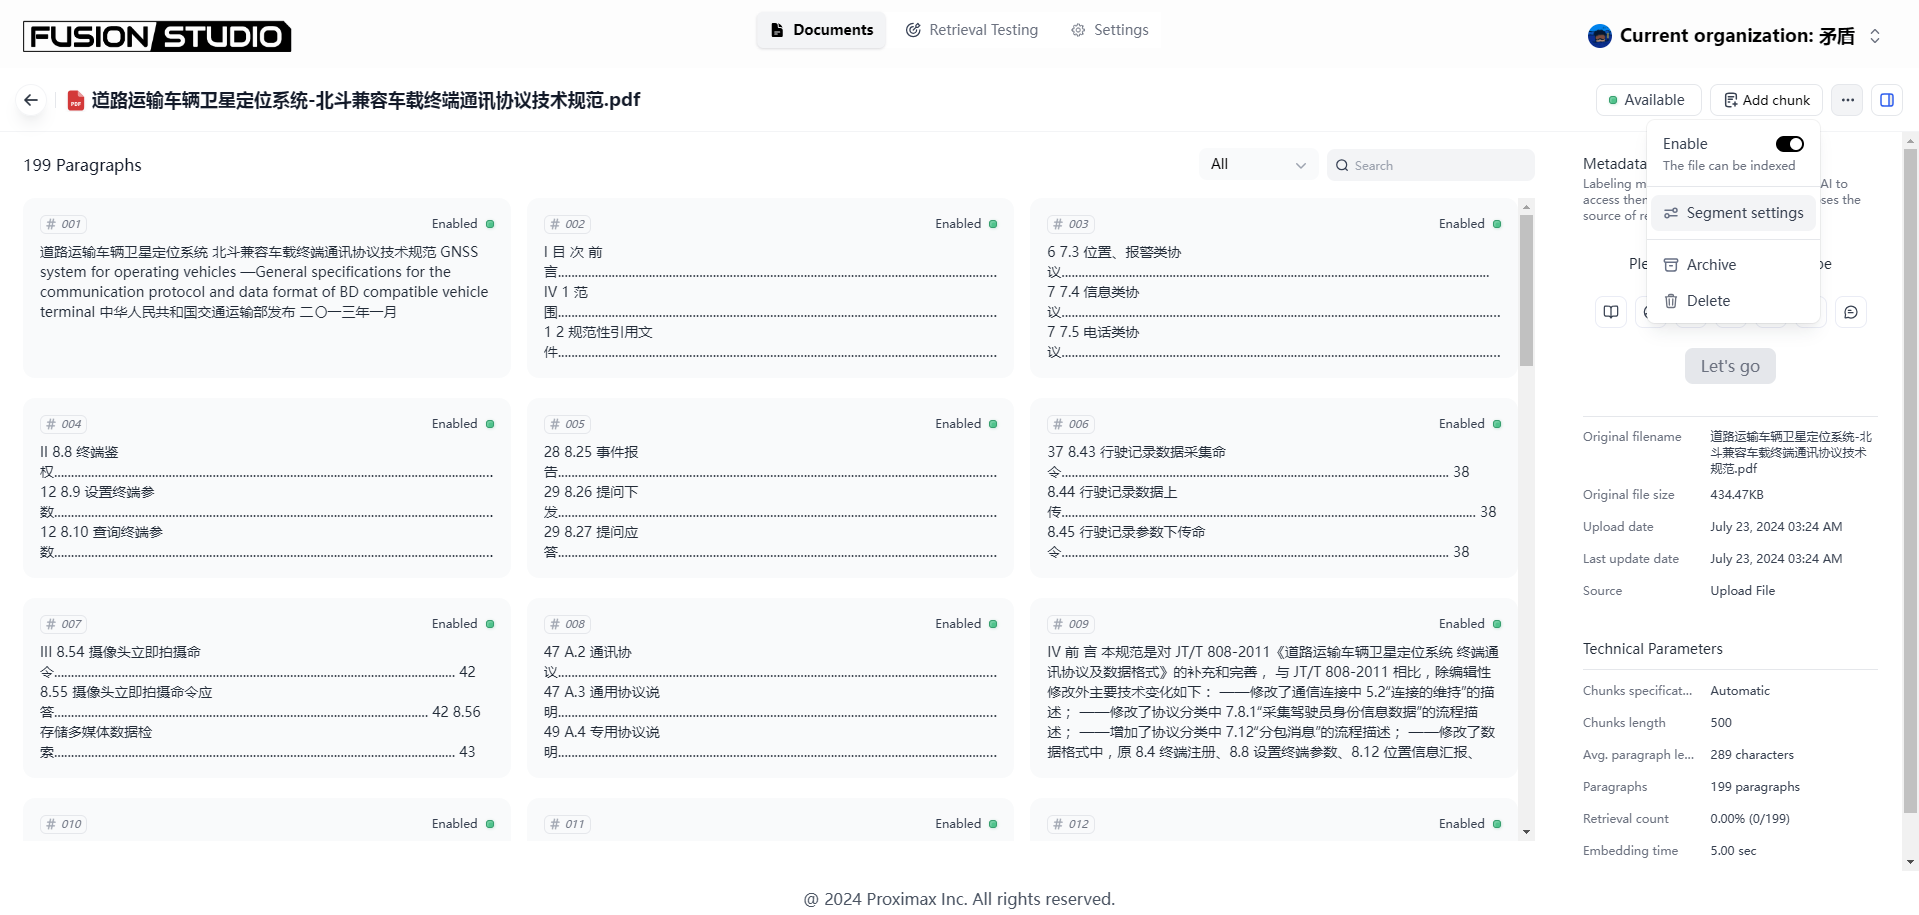 FUSION STUDIO
Documents
Retrieval Testing
Settings
Current organization: 矛盾
道路运输车辆卫星定位系统-北斗兼容车载终端通讯协议技术规范.pdf
Available
Add chunk
Enable
The file can be indexed
Segment settings
Archive
Delete
199 Paragraphs
All
Search
# 001
Enabled
道路运输车辆卫星定位系统 北斗兼容车载终端通讯协议技术规范 GNSS
system for operating vehicles —General specifications for the
communication protocol and data format of BD compatible vehicle
terminal 中华人民共和国交通运输部发布 二〇一三年一月
# 002
Enabled
I 目 次 前
言........................................................................
IV 1 范
围........................................................................
1 2 规范性引用文
件........................................................................
# 003
Enabled
6 7.3 位置、报警类协
议........................................................................
7 7.4 信息类协
议........................................................................
7 7.5 电话类协
议........................................................................
# 004
Enabled
II 8.8 终端鉴
权........................................................................
12 8.9 设置终端参
数........................................................................
12 8.10 查询终端参
数........................................................................
# 005
Enabled
28 8.25 事件报
告........................................................................
29 8.26 提问下
发........................................................................
29 8.27 提问应
答........................................................................
# 006
Enabled
37 8.43 行驶记录数据采集命
令........................................................................ 38
8.44 行驶记录数据上
传........................................................................ 38
8.45 行驶记录参数下传命
令........................................................................ 38
# 007
Enabled
III 8.54 摄像头立即拍摄命
令........................................................................ 42
8.55 摄像头立即拍摄命令应
答........................................................................ 42 8.56
存储多媒体数据检
索........................................................................ 43
# 008
Enabled
47 A.2 通讯协
议........................................................................
47 A.3 通用协议说
明........................................................................
49 A.4 专用协议说
明........................................................................
# 009
Enabled
IV 前 言 本规范是对 JT/T 808-2011《道路运输车辆卫星定位系统 终端通
讯协议及数据格式》的补充和完善， 与 JT/T 808-2011 相比，除编辑性
修改外主要技术变化如下： ——修改了通信连接中 5.2“连接的维持”的描
述； ——修改了协议分类中 7.8.1“采集驾驶员身份信息数据”的流程描
述； ——增加了协议分类中 7.12“分包消息”的流程描述； ——修改了数
据格式中，原 8.4 终端注册、8.8 设置终端参数、8.12 位置信息汇报、
# 010
Enabled
# 011
Enabled
# 012
Enabled
Metadata
Labeling
AI to
access
the
source of
Let's go
Original filename
道路运输车辆卫星定位系统-北
斗兼容车载终端通讯协议技术
规范.pdf
Original file size
434.47KB
Upload date
July 23, 2024 03:24 AM
Last update date
July 23, 2024 03:24 AM
Source
Upload File
Technical Parameters
Chunks specificat...
Automatic
Chunks length
500
Avg. paragraph le...
289 characters
Paragraphs
199 paragraphs
Retrieval count
0.00% (0/199)
Embedding time
5.00 sec
@ 2024 Proximax Inc. All rights reserved.